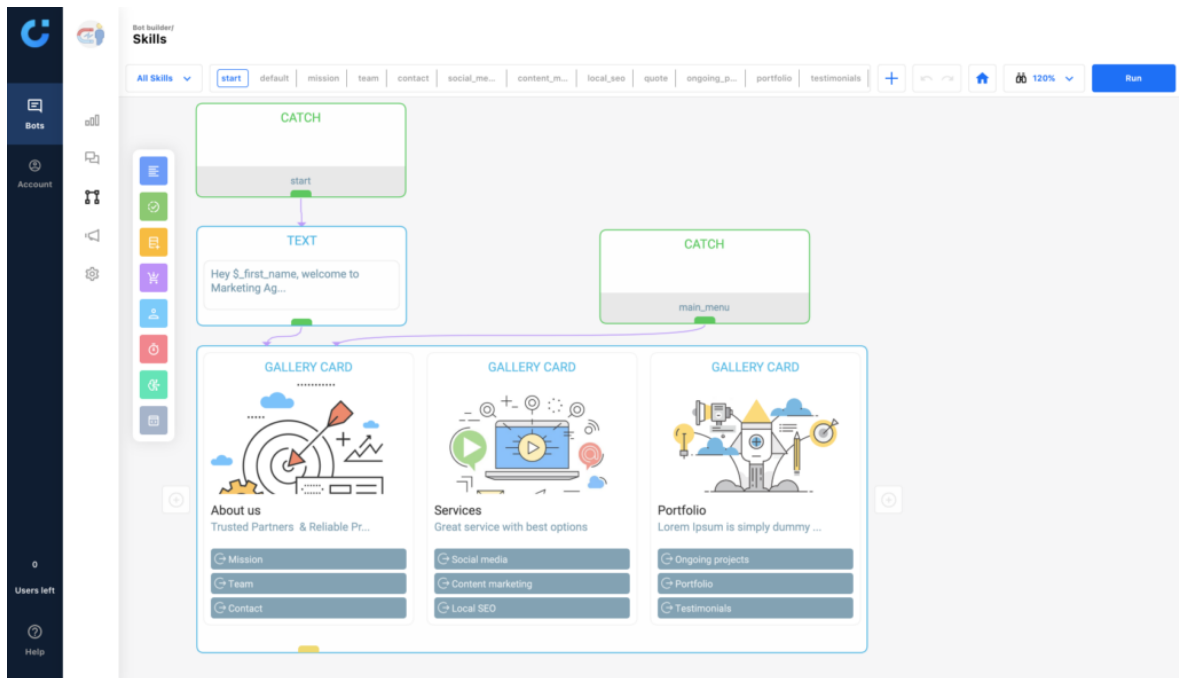 Bot builder/
Skills
All Skills
start default mission team contact social_me... content_m... local_seo quote ongoing_p... portfolio testimonials
120%
Run
Bots
Account
0
Users left
Help
CATCH
start
TEXT
Hey $_first_name, welcome to
Marketing Ag...
CATCH
main_menu
GALLERY CARD
About us
Trusted Partners & Reliable Pr...
Mission
Team
Contact
GALLERY CARD
Services
Great service with best options
Social media
Content marketing
Local SEO
GALLERY CARD
Portfolio
Lorem Ipsum is simply dummy ...
Ongoing projects
Portfolio
Testimonials